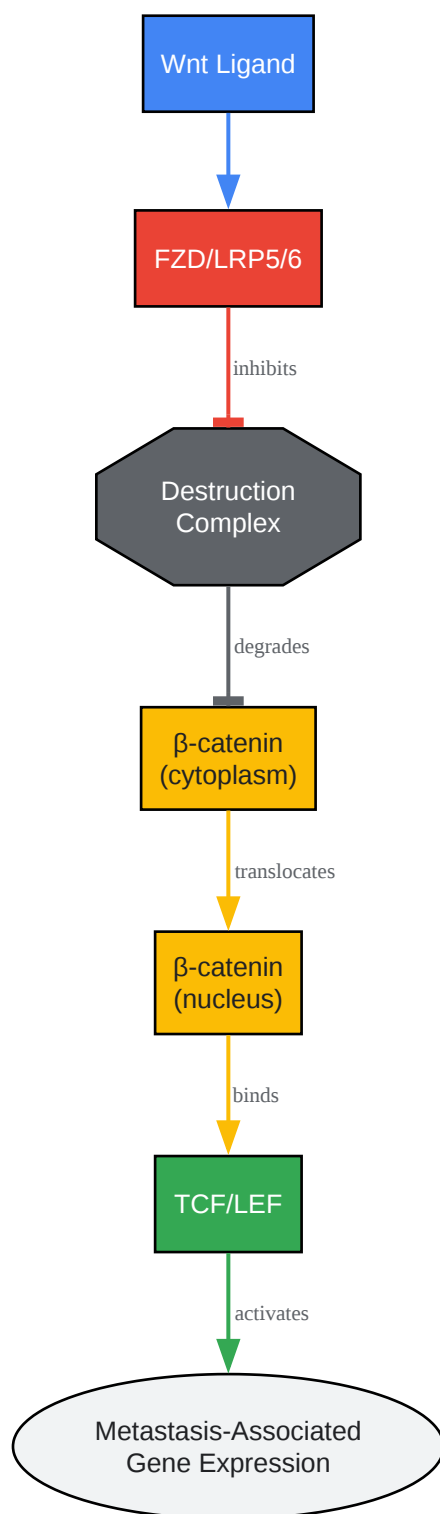 Wnt Ligand
FZD/LRP5/6
inhibits
Destruction
Complex
degrades
β-catenin
(cytoplasm)
translocates
β-catenin
(nucleus)
binds
TCF/LEF
activates
Metastasis-Associated
Gene Expression